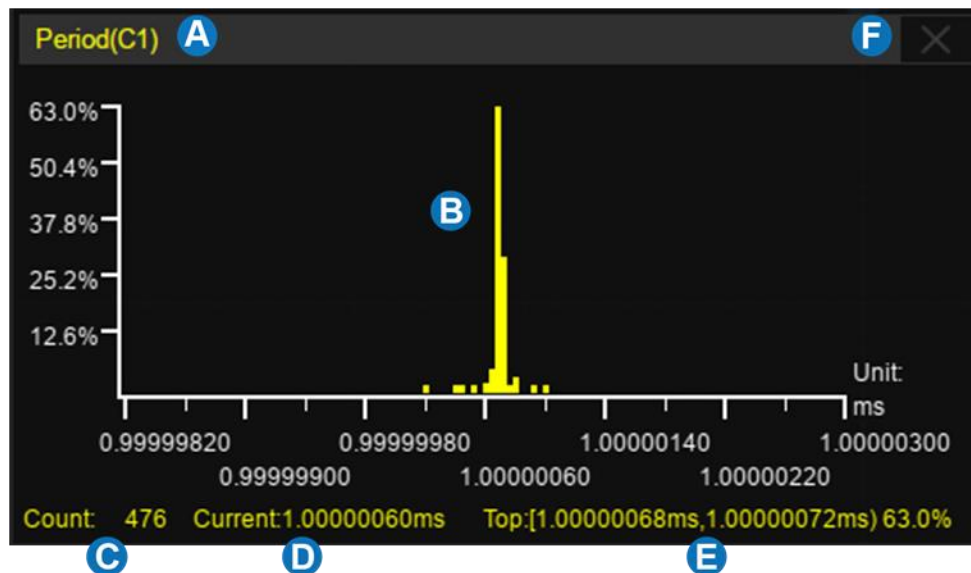 Period(C1) A F X
63.0%
50.4%
B
37.8%
25.2%
12.6%
Unit:
ms
0.99999820 0.99999980 1.00000140 1.00000300
0.99999900 1.00000060 1.00000220
Count: 476 Current:1.00000060ms Top:[1.00000068ms,1.00000072ms) 63.0%
C D E